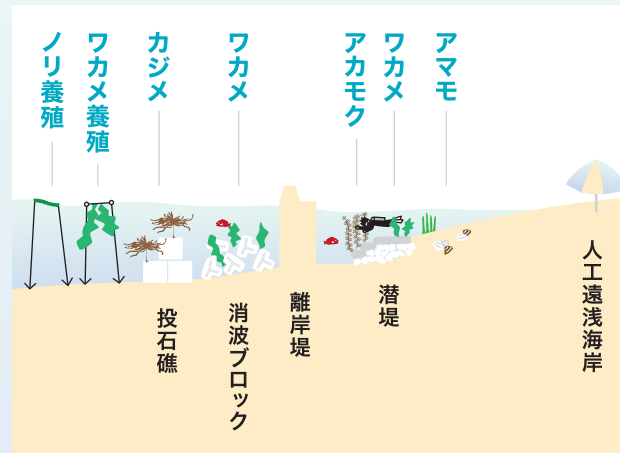 ノリ養殖
ワカメ養殖
カジメ
ワカメ
アカモク
ワカメ
アマモ
投石礁
消波ブロック
離岸堤
潜堤
人工遠浅海岸